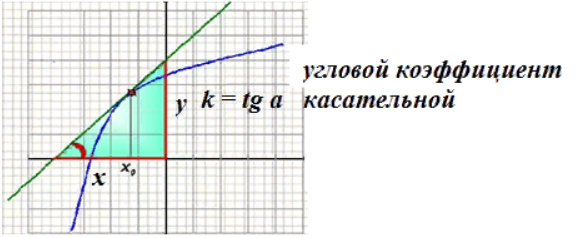 угловой коэффициент
y k = tg a касательной
x x₀